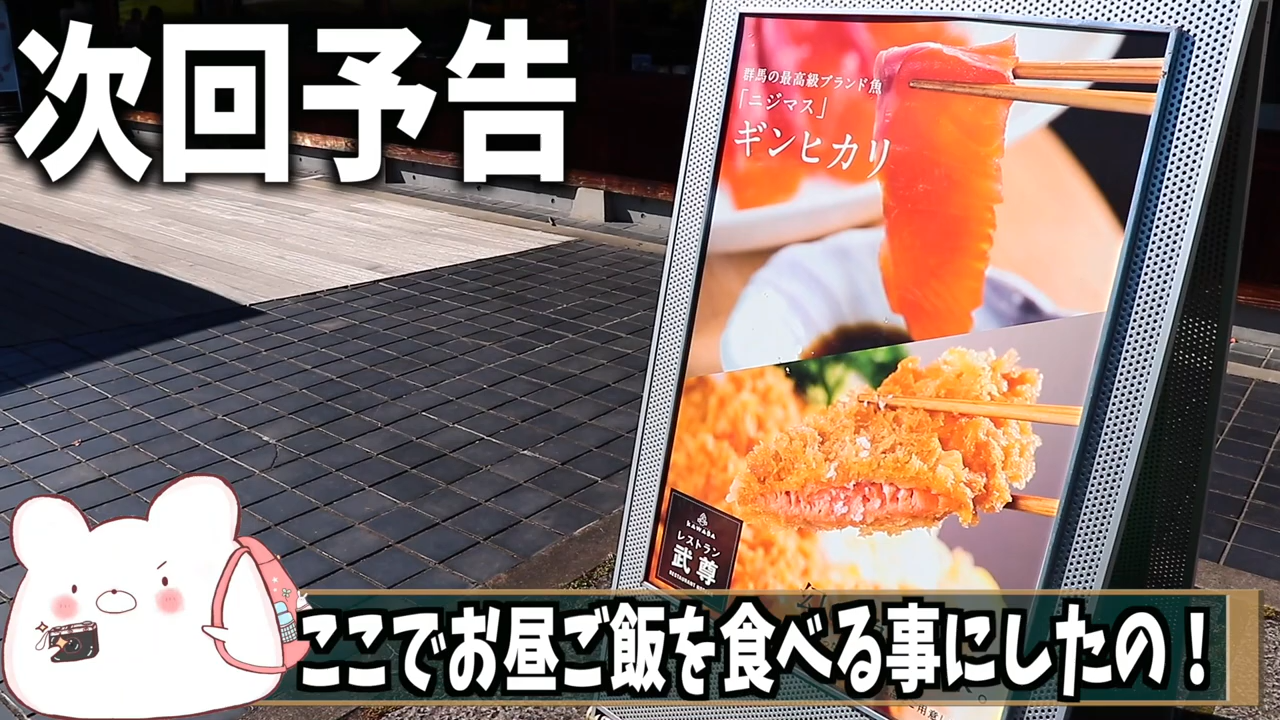 次回予告
群馬の最高級ブランド魚
「ニジマス」
ギンヒカリ
KAWABA
レストラン
武尊
ここでお昼ご飯を食べる事にしたの！